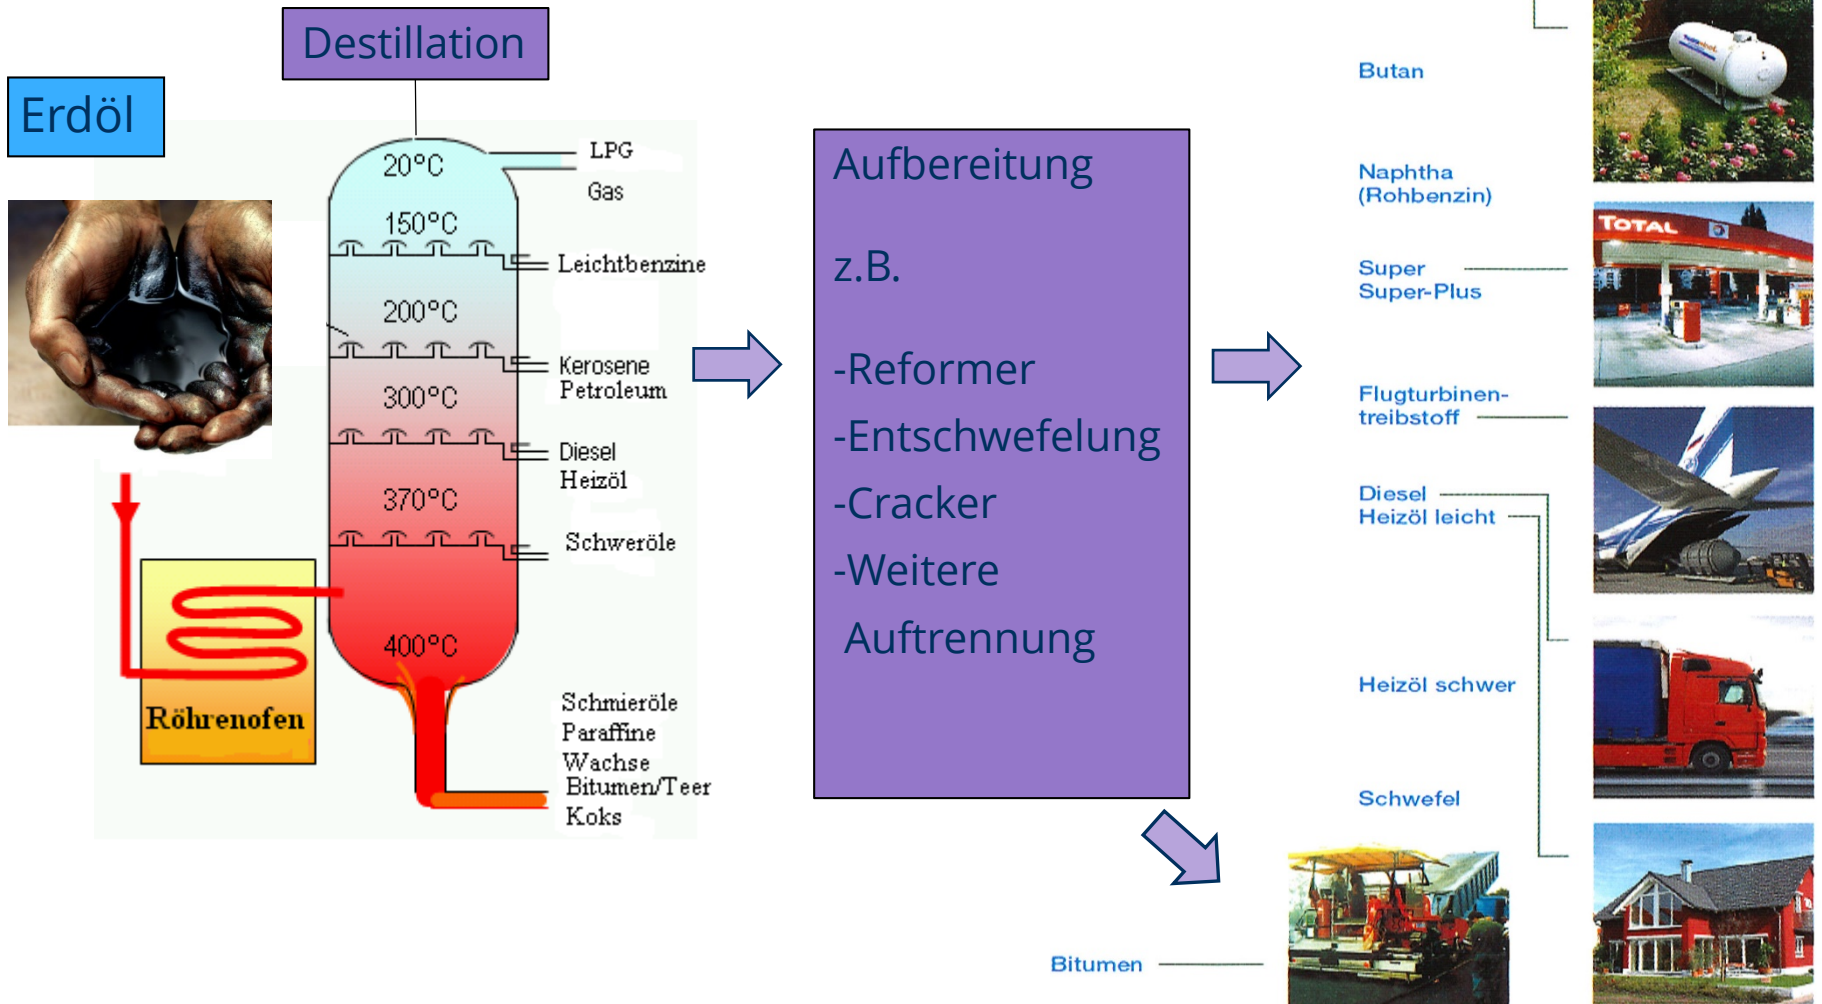 Destillation
Erdöl
20°C
150°C
200°C
300°C
370°C
400°C
LPG
Gas
Leichtbenzine
Kerosene
Petroleum
Diesel
Heizöl
Schweröle
Schmieröle
Paraffine
Wachse
Bitumen/Teer
Koks
Röhrenofen
Aufbereitung
z.B.
-Reformer
-Entschwefelung
-Cracker
-Weitere
Auftrennung
Butan
Naphtha
(Rohbenzin)
Super
Super-Plus
Flugturbinen-
treibstoff
Diesel
Heizöl leicht
Heizöl schwer
Schwefel
Bitumen
TOTAL